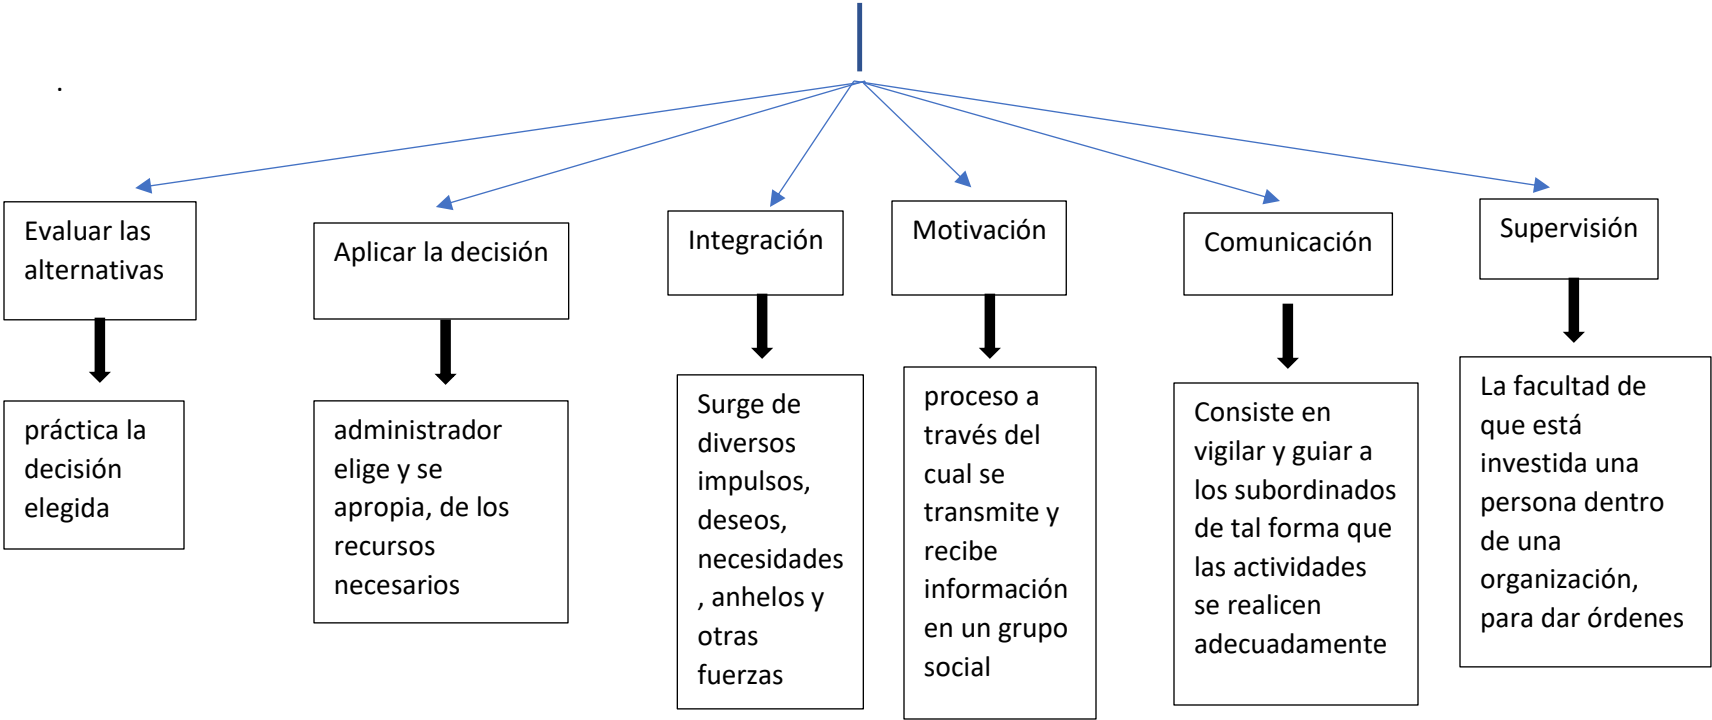 .
Evaluar las
alternativas
Aplicar la decisión
Integración
Motivación
Comunicación
Supervisión
práctica la
decisión
elegida
administrador
elige y se
apropia, de los
recursos
necesarios
Surge de
diversos
impulsos,
deseos,
necesidades
, anhelos y
otras
fuerzas
proceso a
través del
cual se
transmite y
recibe
información
en un grupo
social
Consiste en
vigilar y guiar a
los subordinados
de tal forma que
las actividades
se realicen
adecuadamente
La facultad de
que está
investida una
persona dentro
de una
organización,
para dar órdenes